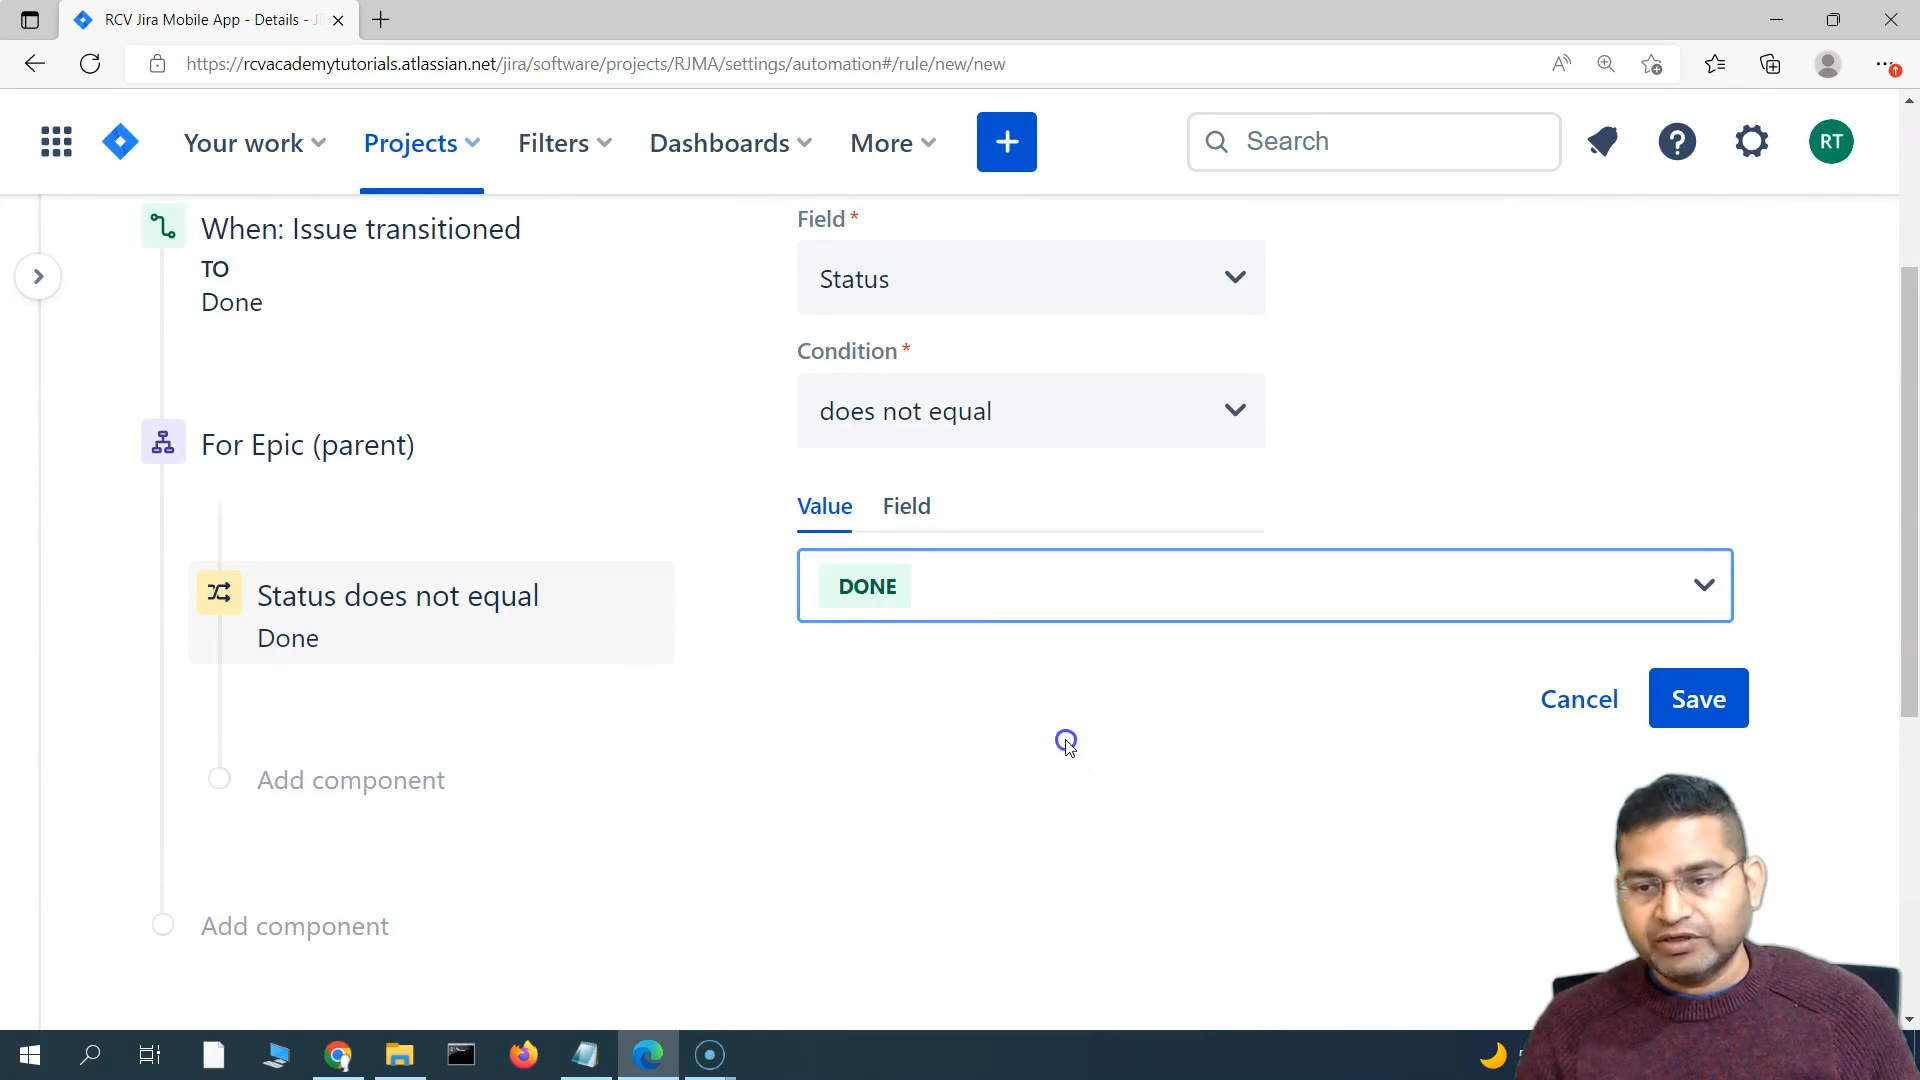 RCV Jira Mobile App - Details - Ji
https://rcvacademytutorials.atlassian.net/jira/software/projects/RJMA/settings/automation#/rule/new/new
Your work
Projects
Filters
Dashboards
More
Search
RT
When: Issue transitioned
TO
Done
For Epic (parent)
Status does not equal
Done
Add component
Add component
Field *
Status
Condition *
does not equal
Value
Field
DONE
Cancel
Save